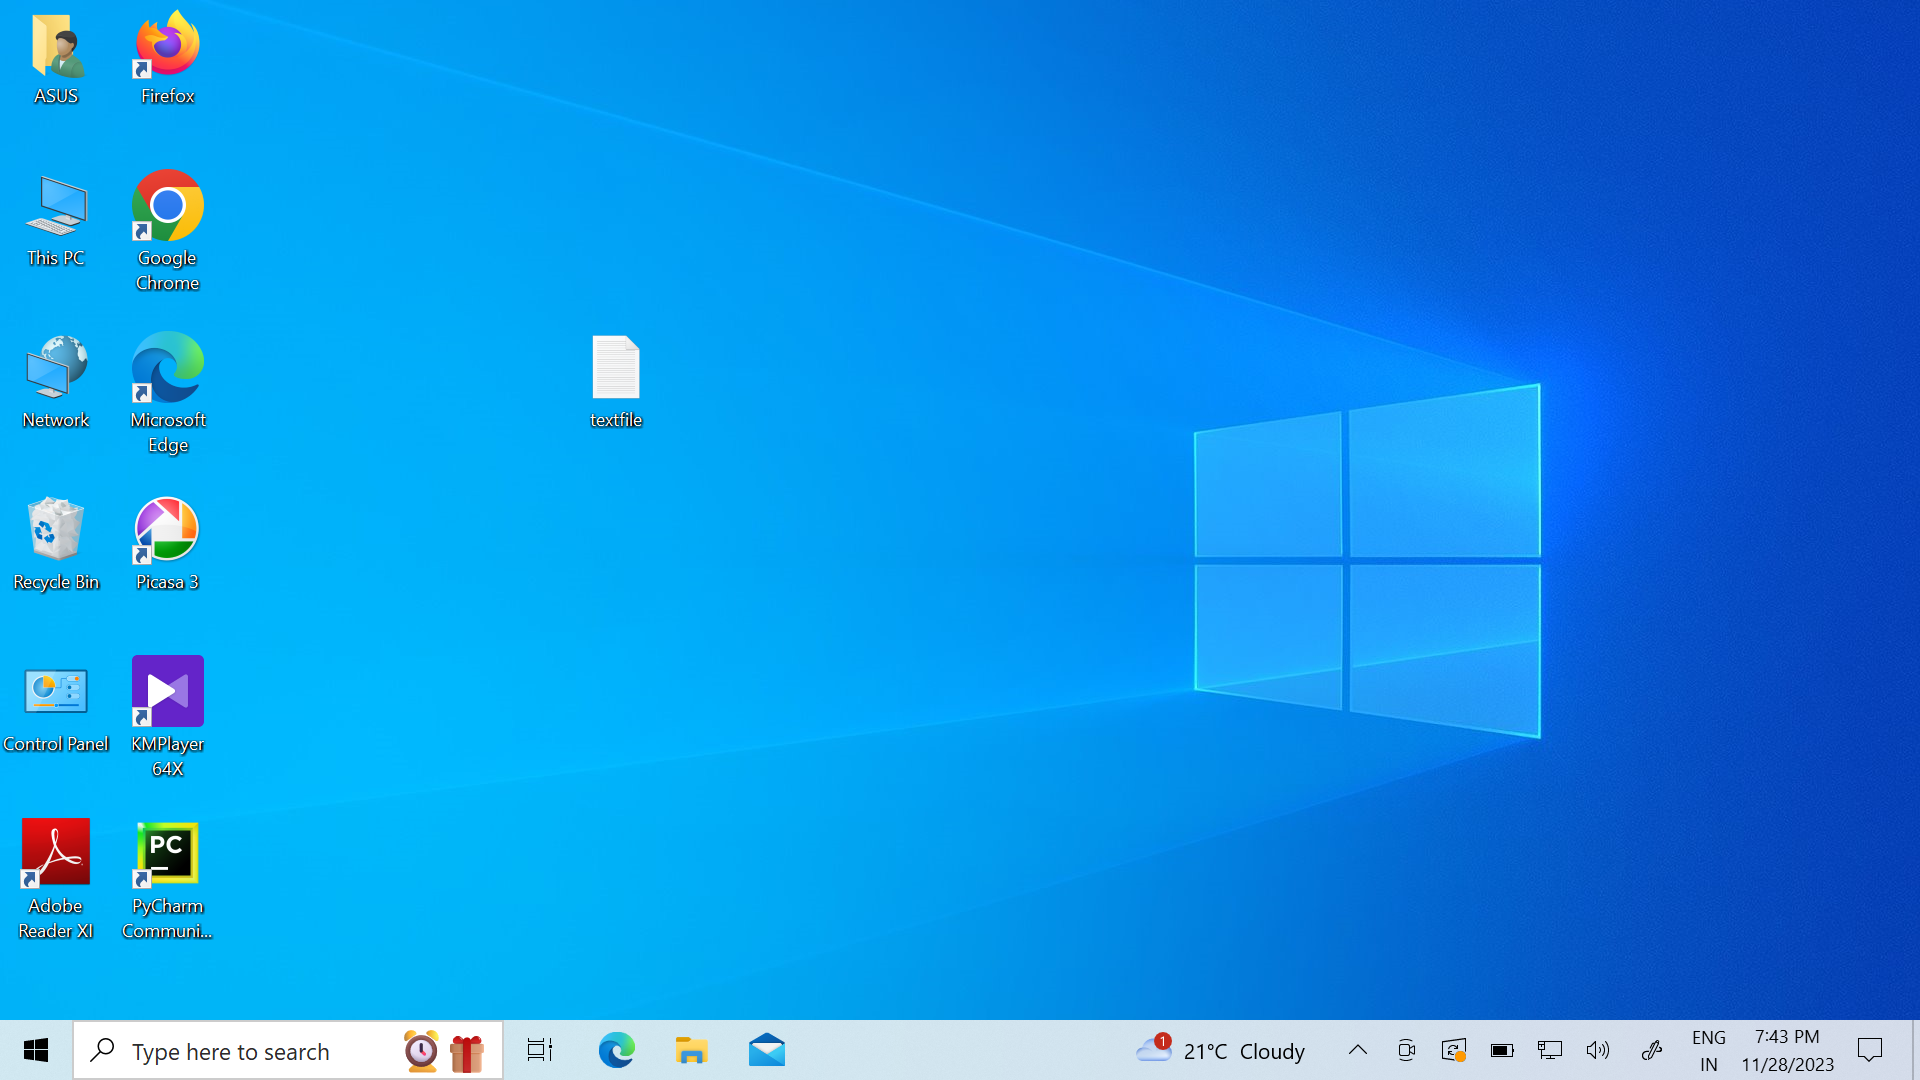 ASUS
Firefox
This PC
Google
Chrome
Network
Microsoft
Edge
textfile
Recycle Bin
Picasa 3
Control Panel
KMPlayer
64X
PC
Adobe
Reader XI
PyCharm
Communi...
Type here to search
1
21°C Cloudy
ENG
IN
7:43 PM
11/28/2023